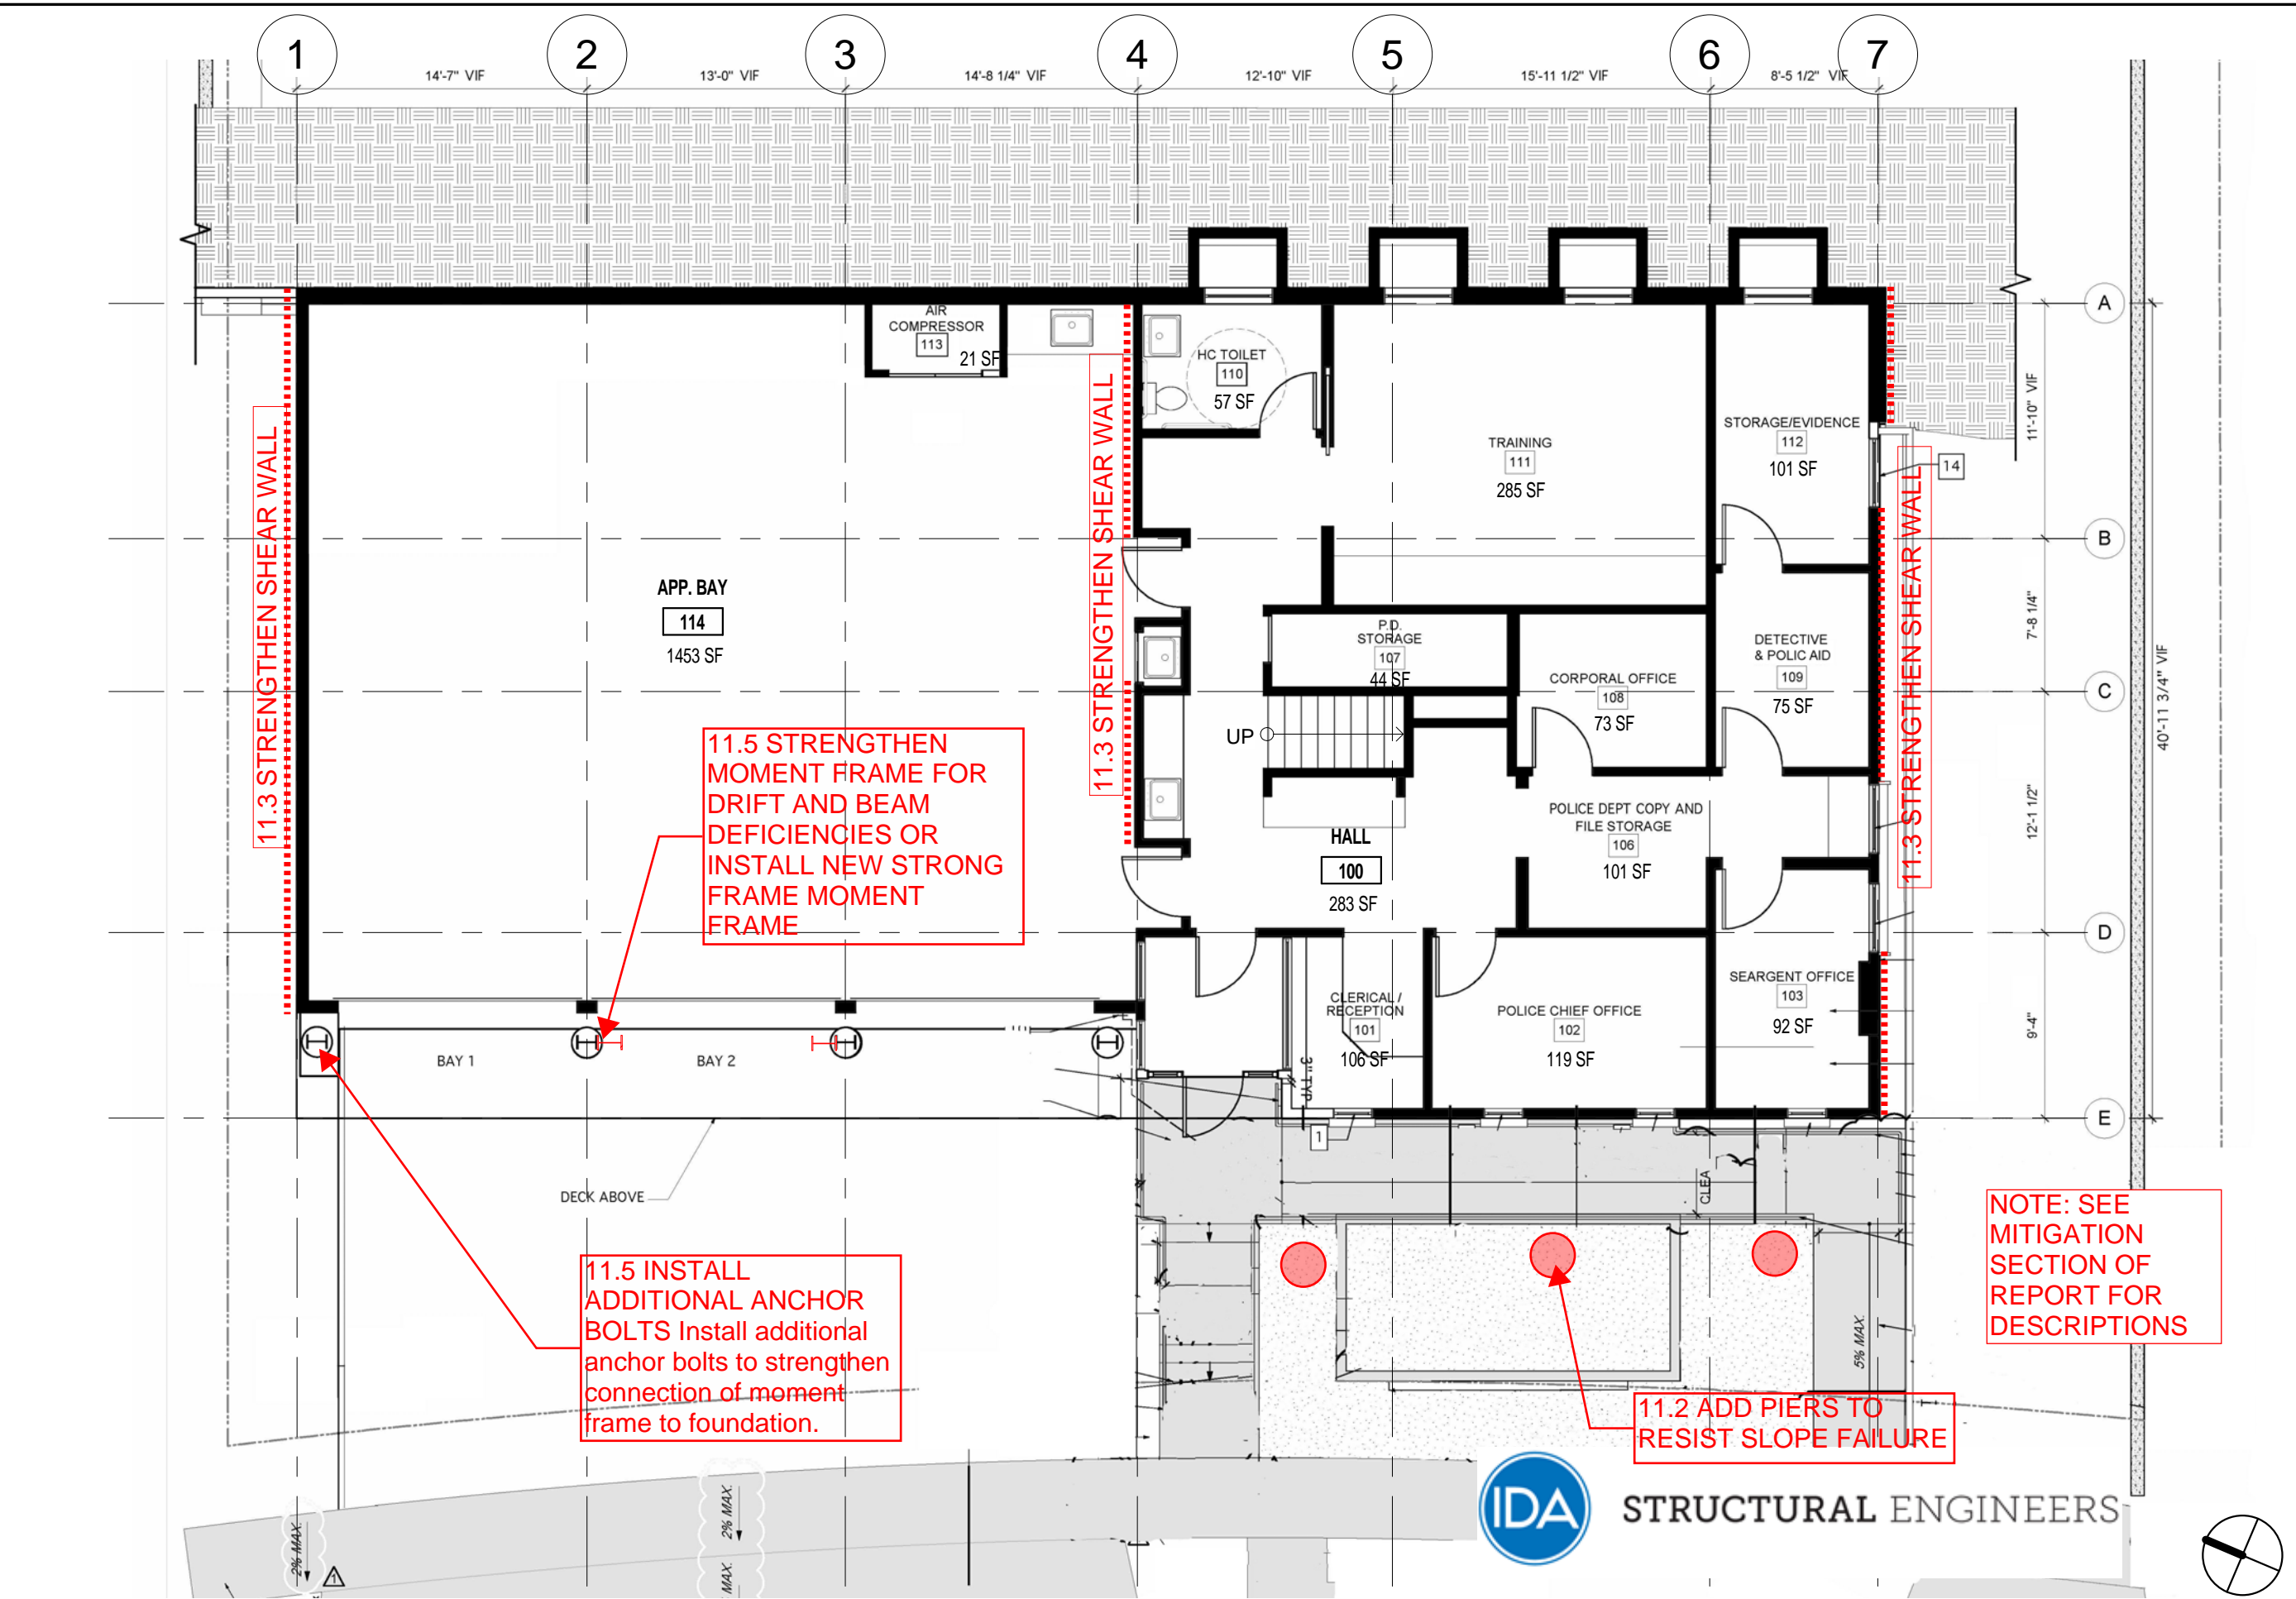 1
2
3
4
5
6
7
14'-7" VIF
13'-0" VIF
14'-8 1/4" VIF
12'-10" VIF
15'-11 1/2" VIF
8'-5 1/2" VIF
A
B
C
D
E
11'-10" VIF
7'-8 1/4"
12'-1 1/2"
9'-4"
40'-11 3/4" VIF
AIR
COMPRESSOR
113
21 SF
HC TOILET
110
57 SF
TRAINING
111
285 SF
STORAGE/EVIDENCE
112
101 SF
14
11.3 STRENGTHEN SHEAR WALL
11.3 STRENGTHEN SHEAR WALL
11.3 STRENGTHEN SHEAR WALL
APP. BAY
114
1453 SF
P.D.
STORAGE
107
44 SF
CORPORAL OFFICE
108
73 SF
DETECTIVE
& POLIC AID
109
75 SF
UP
11.5 STRENGTHEN
MOMENT FRAME FOR
DRIFT AND BEAM
DEFICIENCIES OR
INSTALL NEW STRONG
FRAME MOMENT
FRAME
HALL
100
283 SF
POLICE DEPT COPY AND
FILE STORAGE
106
101 SF
CLERICAL /
RECEPTION
101
106 SF
3" TYP
POLICE CHIEF OFFICE
102
119 SF
SEARGENT OFFICE
103
92 SF
BAY 1
BAY 2
1
DECK ABOVE
CLEA
11.5 INSTALL
ADDITIONAL ANCHOR
BOLTS Install additional
anchor bolts to strengthen
connection of moment
frame to foundation.
NOTE: SEE
MITIGATION
SECTION OF
REPORT FOR
DESCRIPTIONS
5% MAX.
11.2 ADD PIERS TO
RESIST SLOPE FAILURE
2% MAX.
2% MAX.
MAX.
1
IDA
STRUCTURAL ENGINEERS